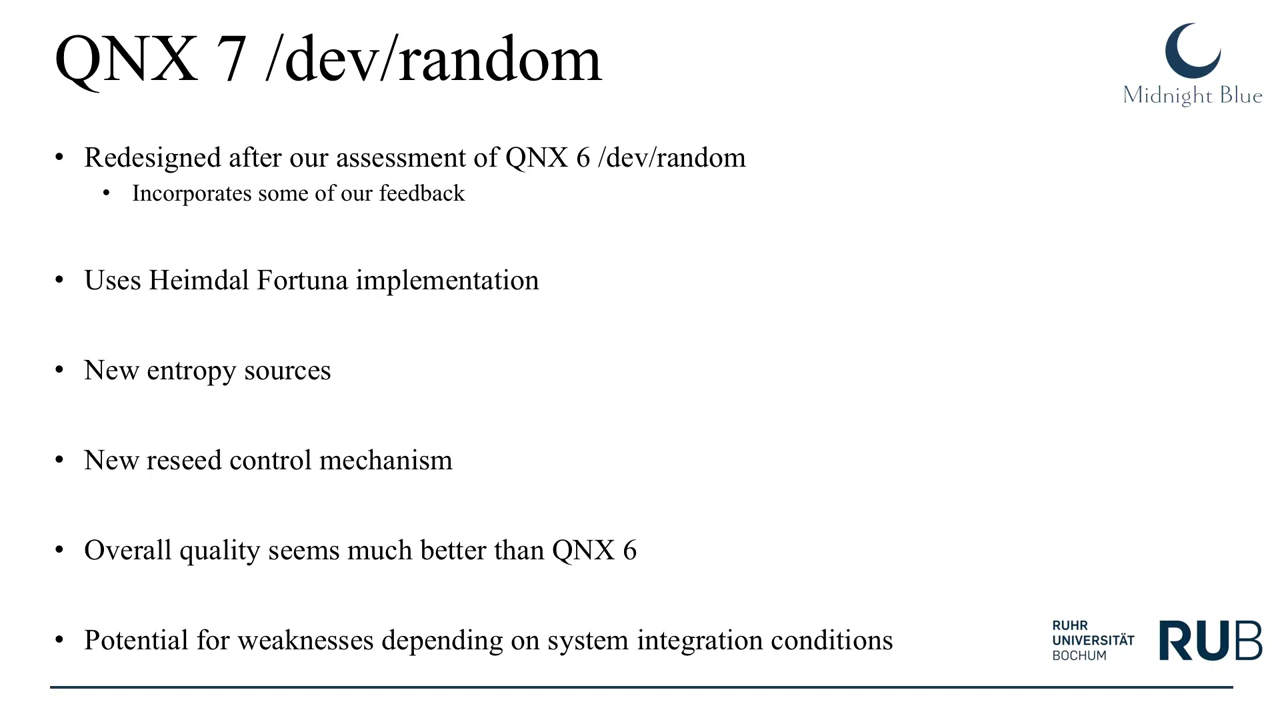 QNX 7 /dev/random
Midnight Blue
• Redesigned after our assessment of QNX 6 /dev/random
• Incorporates some of our feedback
• Uses Heimdal Fortuna implementation
• New entropy sources
• New reseed control mechanism
• Overall quality seems much better than QNX 6
• Potential for weaknesses depending on system integration conditions
RUHR
UNIVERSITÄT
BOCHUM
RUB